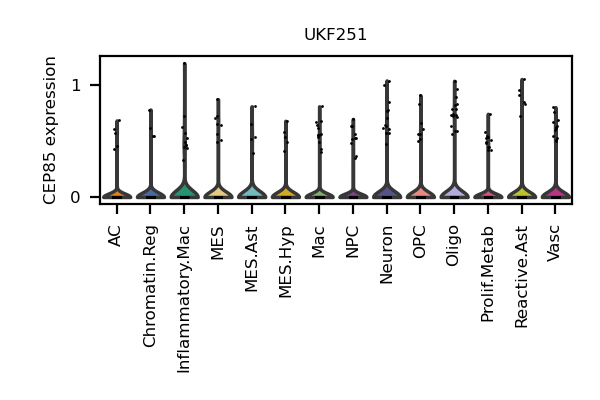 UKF251
CEP85 expression
1
0
AC
Chromatin.Reg
Inflammatory.Mac
MES
MES.Ast
MES.Hyp
Mac
NPC
Neuron
OPC
Oligo
Prolif.Metab
Reactive.Ast
Vasc